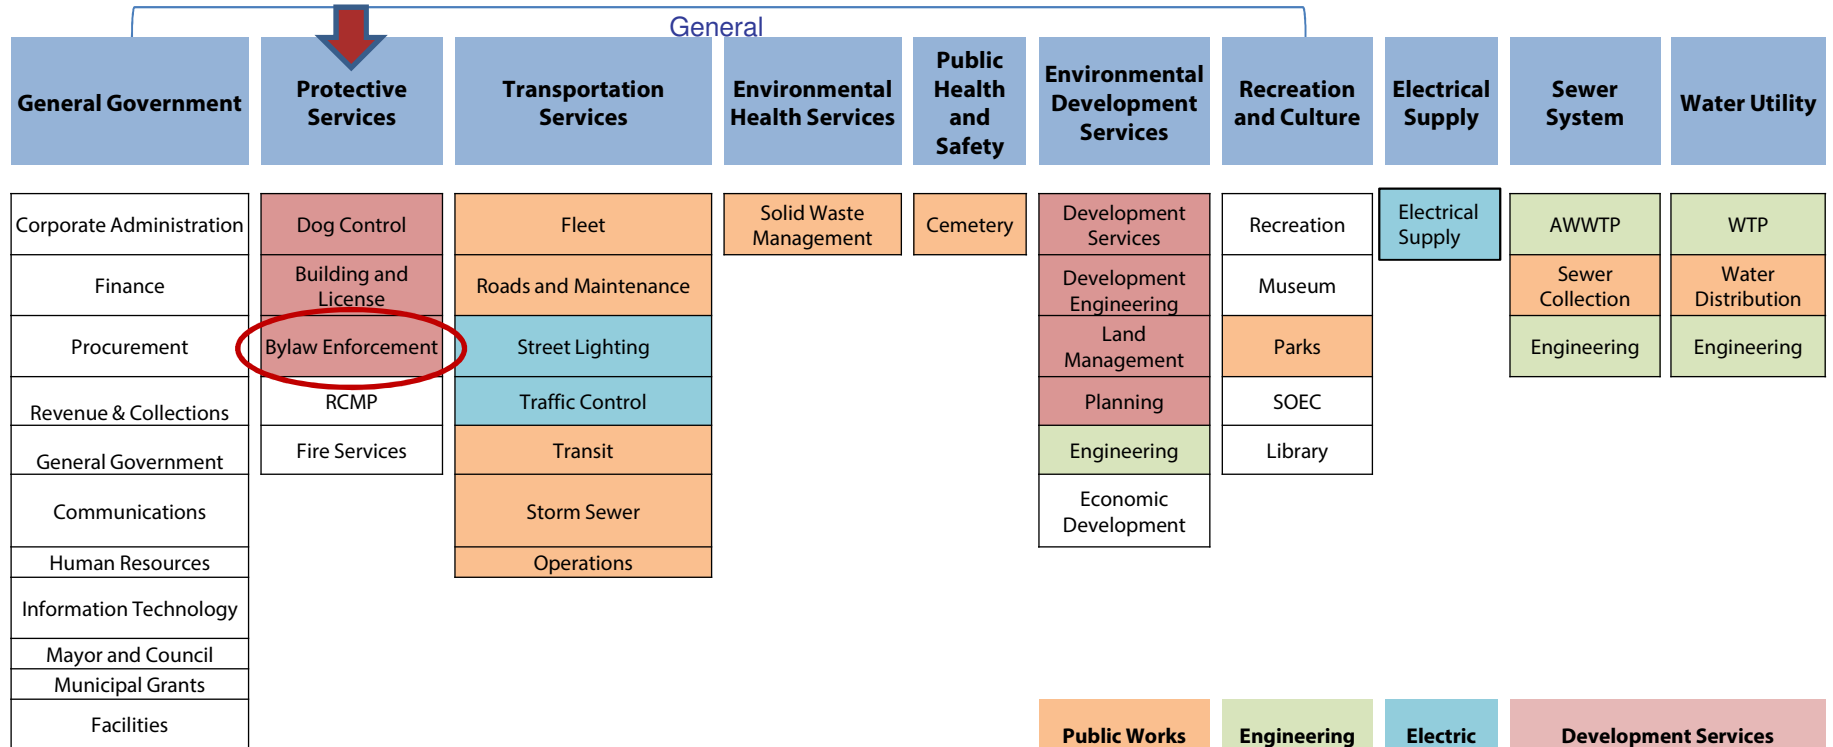 General
General Government
Protective
Services
Transportation
Services
Environmental
Health Services
Public
Health
and
Safety
Environmental
Development
Services
Recreation
and Culture
Electrical
Supply
Sewer
System
Water Utility
Corporate Administration
Finance
Procurement
Revenue & Collections
General Government
Communications
Human Resources
Information Technology
Mayor and Council
Municipal Grants
Facilities
Dog Control
Building and
License
Bylaw Enforcement
RCMP
Fire Services
Fleet
Roads and Maintenance
Street Lighting
Traffic Control
Transit
Storm Sewer
Operations
Solid Waste
Management
Cemetery
Development
Services
Development
Engineering
Land
Management
Planning
Engineering
Economic
Development
Recreation
Museum
Parks
SOEC
Library
Electrical
Supply
AWWTP
Sewer
Collection
Engineering
WTP
Water
Distribution
Engineering
Public Works
Engineering
Electric
Development Services